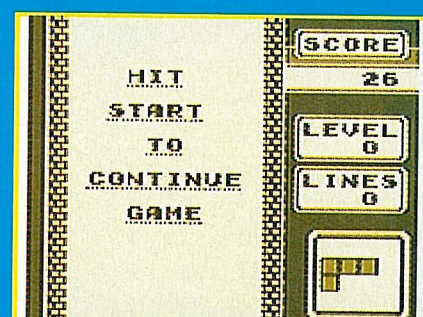 HIT
START
TO
CONTINUE
GAME
SCORE
26
LEVEL
0
LINES
0